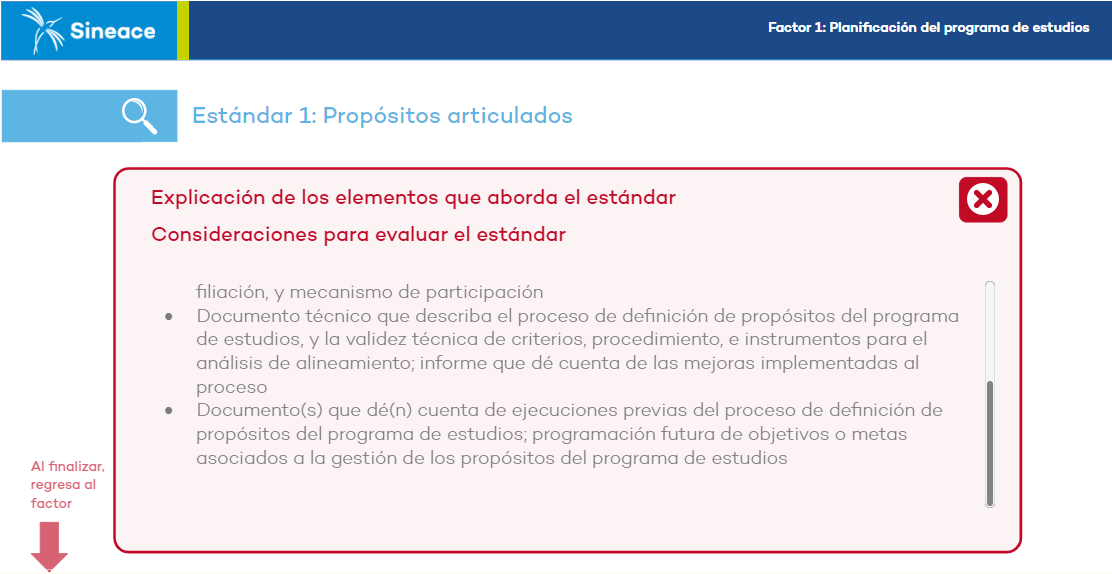 Sineace
Factor 1: Planificación del programa de estudios
Estándar 1: Propósitos articulados
Explicación de los elementos que aborda el estándar
Consideraciones para evaluar el estándar
filiación, y mecanismo de participación
• Documento técnico que describa el proceso de definición de propósitos del programa
de estudios, y la validez técnica de criterios, procedimiento, e instrumentos para el
análisis de alineamiento; informe que dé cuenta de las mejoras implementadas al
proceso
• Documento(s) que dé(n) cuenta de ejecuciones previas del proceso de definición de
propósitos del programa de estudios; programación futura de objetivos o metas
asociados a la gestión de los propósitos del programa de estudios
Al finalizar,
regresa al
factor